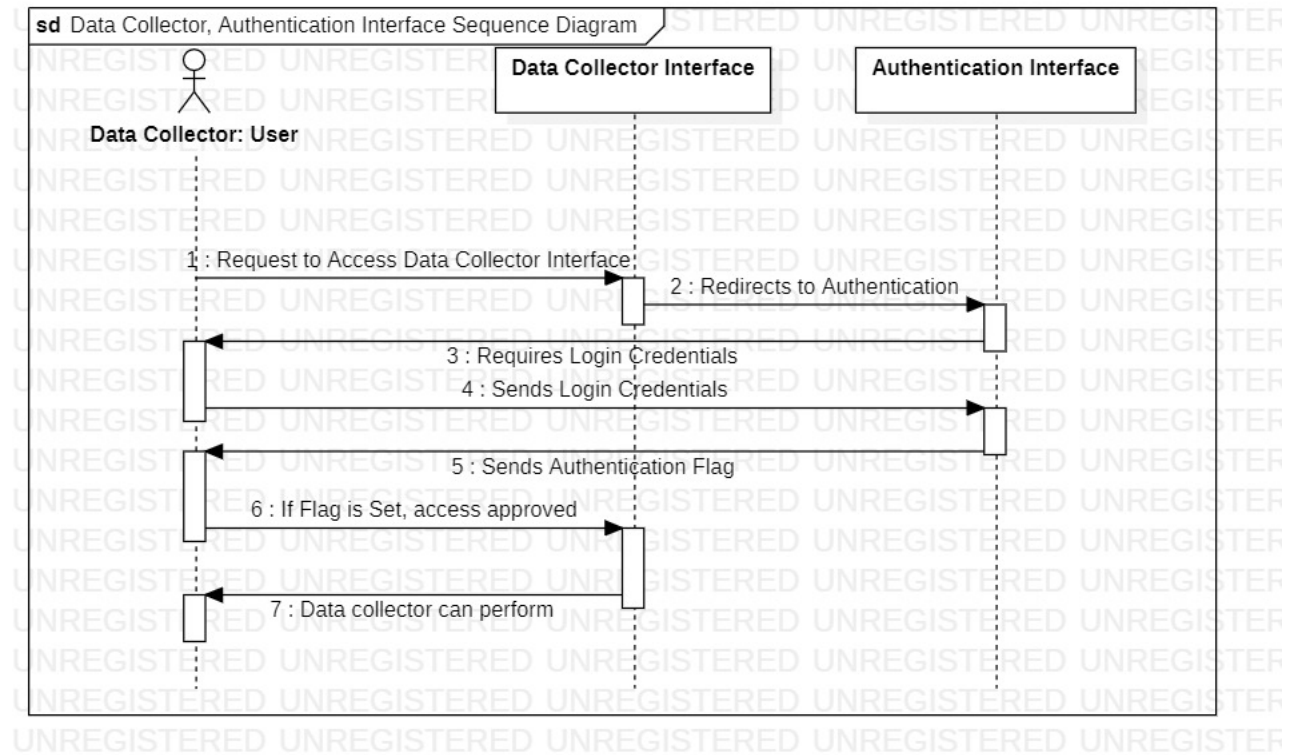 sd Data Collector, Authentication Interface Sequence Diagram
Data Collector: User
Data Collector Interface
Authentication Interface
1 : Request to Access Data Collector Interface
2 : Redirects to Authentication
3 : Requires Login Credentials
4 : Sends Login Credentials
5 : Sends Authentication Flag
6 : If Flag is Set, access approved
7 : Data collector can perform
UNREGISTERED